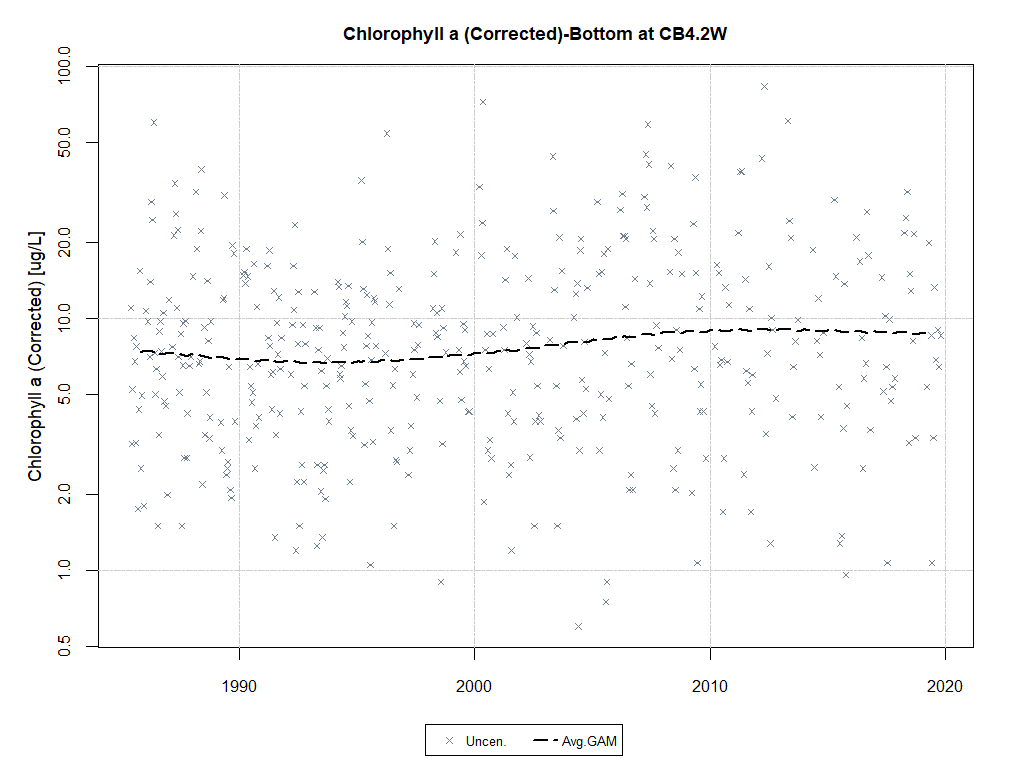 Chlorophyll a (Corrected)-Bottom at CB4.2W
Chlorophyll a (Corrected) [ug/L]
100.0
50.0
20.0
10.0
5.0
2.0
1.0
0.5
1990 2000 2010 2020
Uncen. Avg.GAM